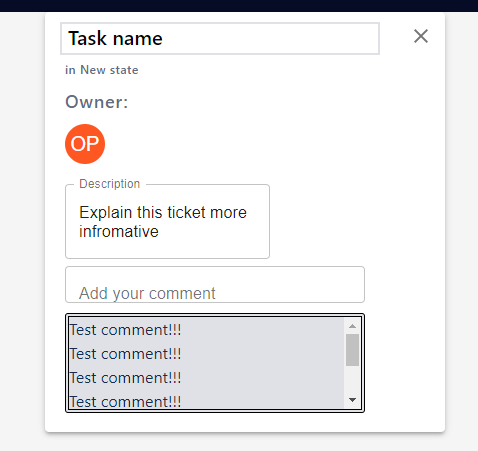 Task name
in New state
Owner:
OP
Description
Explain this ticket more
infromative
Add your comment
Test comment!!!
Test comment!!!
Test comment!!!
Test comment!!!